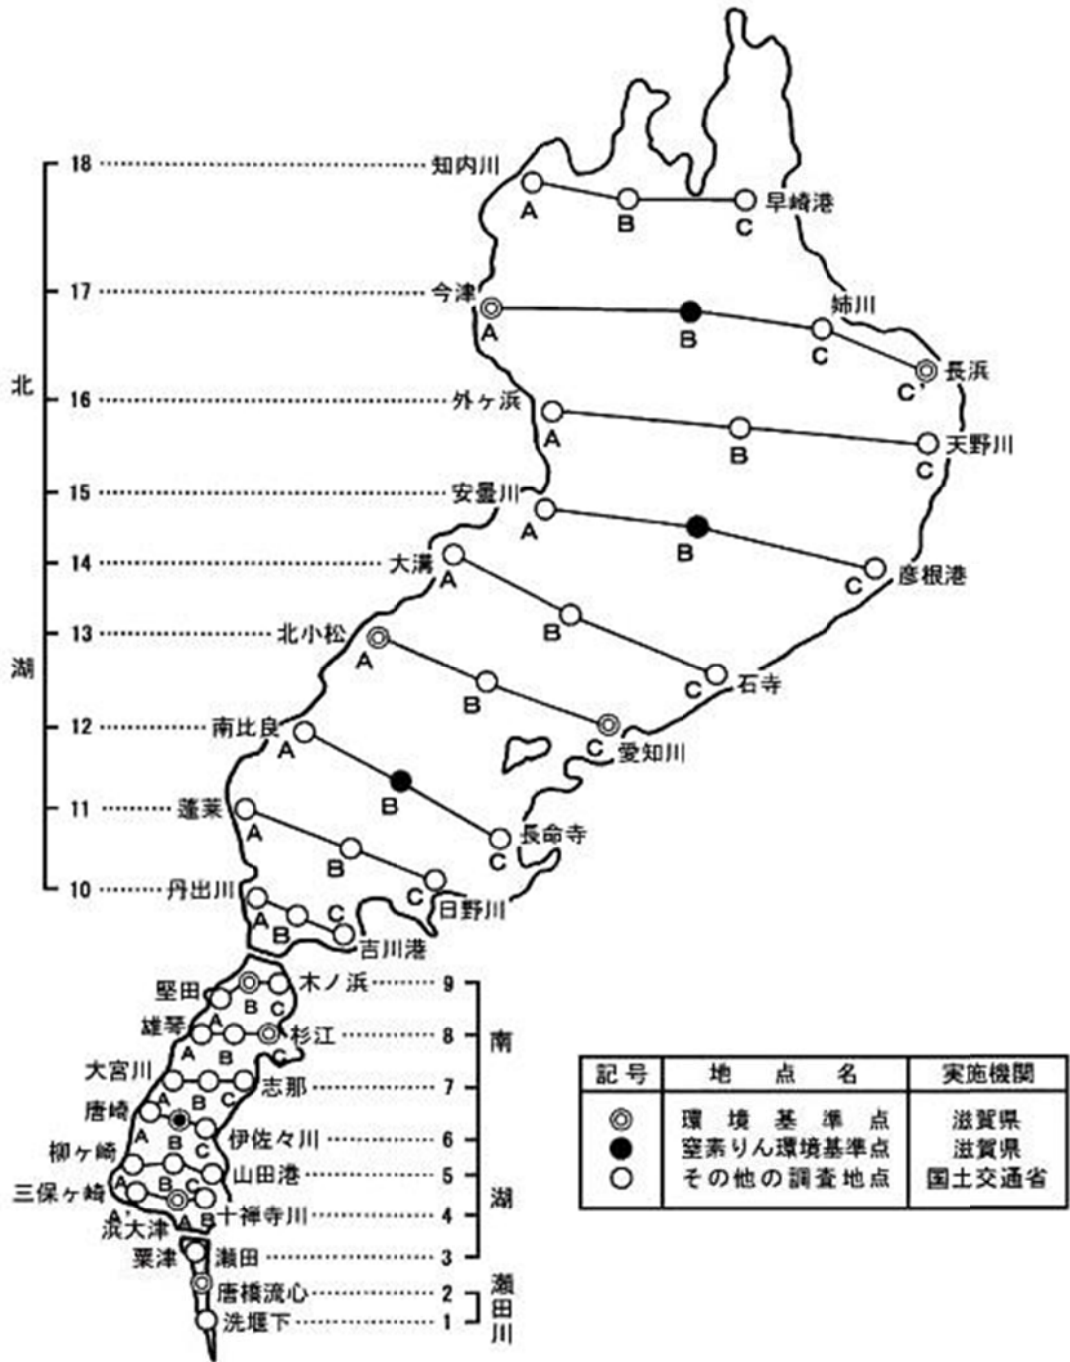 18 知内川
A B C 早崎港
17 今津
A B C 姉川
C' 長浜
北
16 外ヶ浜
A B C 天野川
15 安曇川
A B C 彦根港
14 大溝
A B C 石寺
13 北小松
A B C 愛知川
湖
12 南比良
A B C 長命寺
11 蓬莱
A B C 日野川
10 丹出川
A B C 吉川港
堅田 A B C 木ノ浜 9
雄琴 A B C 杉江 8
南
大宮川 A B C 志那 7
唐崎 A B C 伊佐々川 6
柳ヶ崎 A B C 山田港 5
湖
三保ヶ崎 A' A B 十禅寺川 4
浜大津
粟津 瀬田 3
唐橋流心 2
洗堰下 1
瀬田川
記号 地点名 実施機関
◎ 環境基準点 滋賀県
● 窒素りん環境基準点 滋賀県
○ その他の調査地点 国土交通省